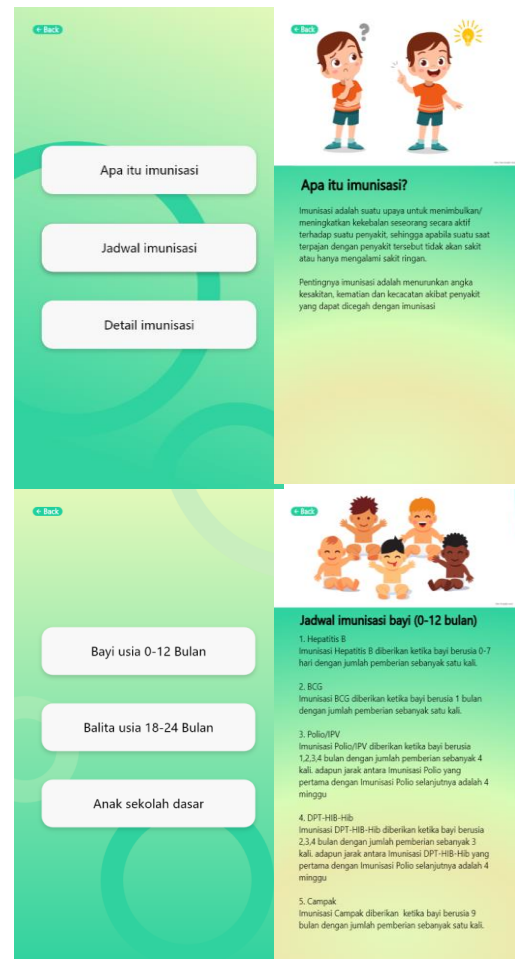 ← Back
Apa itu imunisasi
Jadwal imunisasi
Detail imunisasi
← Back
Apa itu imunisasi?
Imunisasi adalah suatu upaya untuk menimbulkan/
meningkatkan kekebalan seseorang secara aktif
terhadap suatu penyakit, sehingga apabila suatu saat
terpajan dengan penyakit tersebut tidak akan sakit
atau hanya mengalami sakit ringan.
Pentingnya imunisasi adalah menurunkan angka
kesakitan, kematian dan kecacatan akibat penyakit
yang dapat dicegah dengan imunisasi
← Back
Bayi usia 0-12 Bulan
Balita usia 18-24 Bulan
Anak sekolah dasar
← Back
Jadwal imunisasi bayi (0-12 bulan)
1. Hepatitis B
Imunisasi Hepatitis B diberikan ketika bayi berusia 0-7
hari dengan jumlah pemberian sebanyak satu kali.
2. BCG
Imunisasi BCG diberikan ketika bayi berusia 1 bulan
dengan jumlah pemberian sebanyak satu kali.
3. Polio/IPV
Imunisasi Polio/IPV diberikan ketika bayi berusia
1,2,3,4 bulan dengan jumlah pemberian sebanyak 4
kali. adapun jarak antara Imunisasi Polio yang
pertama dengan Imunisasi Polio selanjutnya adalah 4
minggu
4. DPT-HIB-Hib
Imunisasi DPT-HIB-Hib diberikan ketika bayi berusia
2,3,4 bulan dengan jumlah pemberian sebanyak 3
kali. adapun jarak antara Imunisasi DPT-HIB-Hib yang
pertama dengan Imunisasi Polio selanjutnya adalah 4
minggu
5. Campak
Imunisasi Campak diberikan ketika bayi berusia 9
bulan dengan jumlah pemberian sebanyak satu kali.